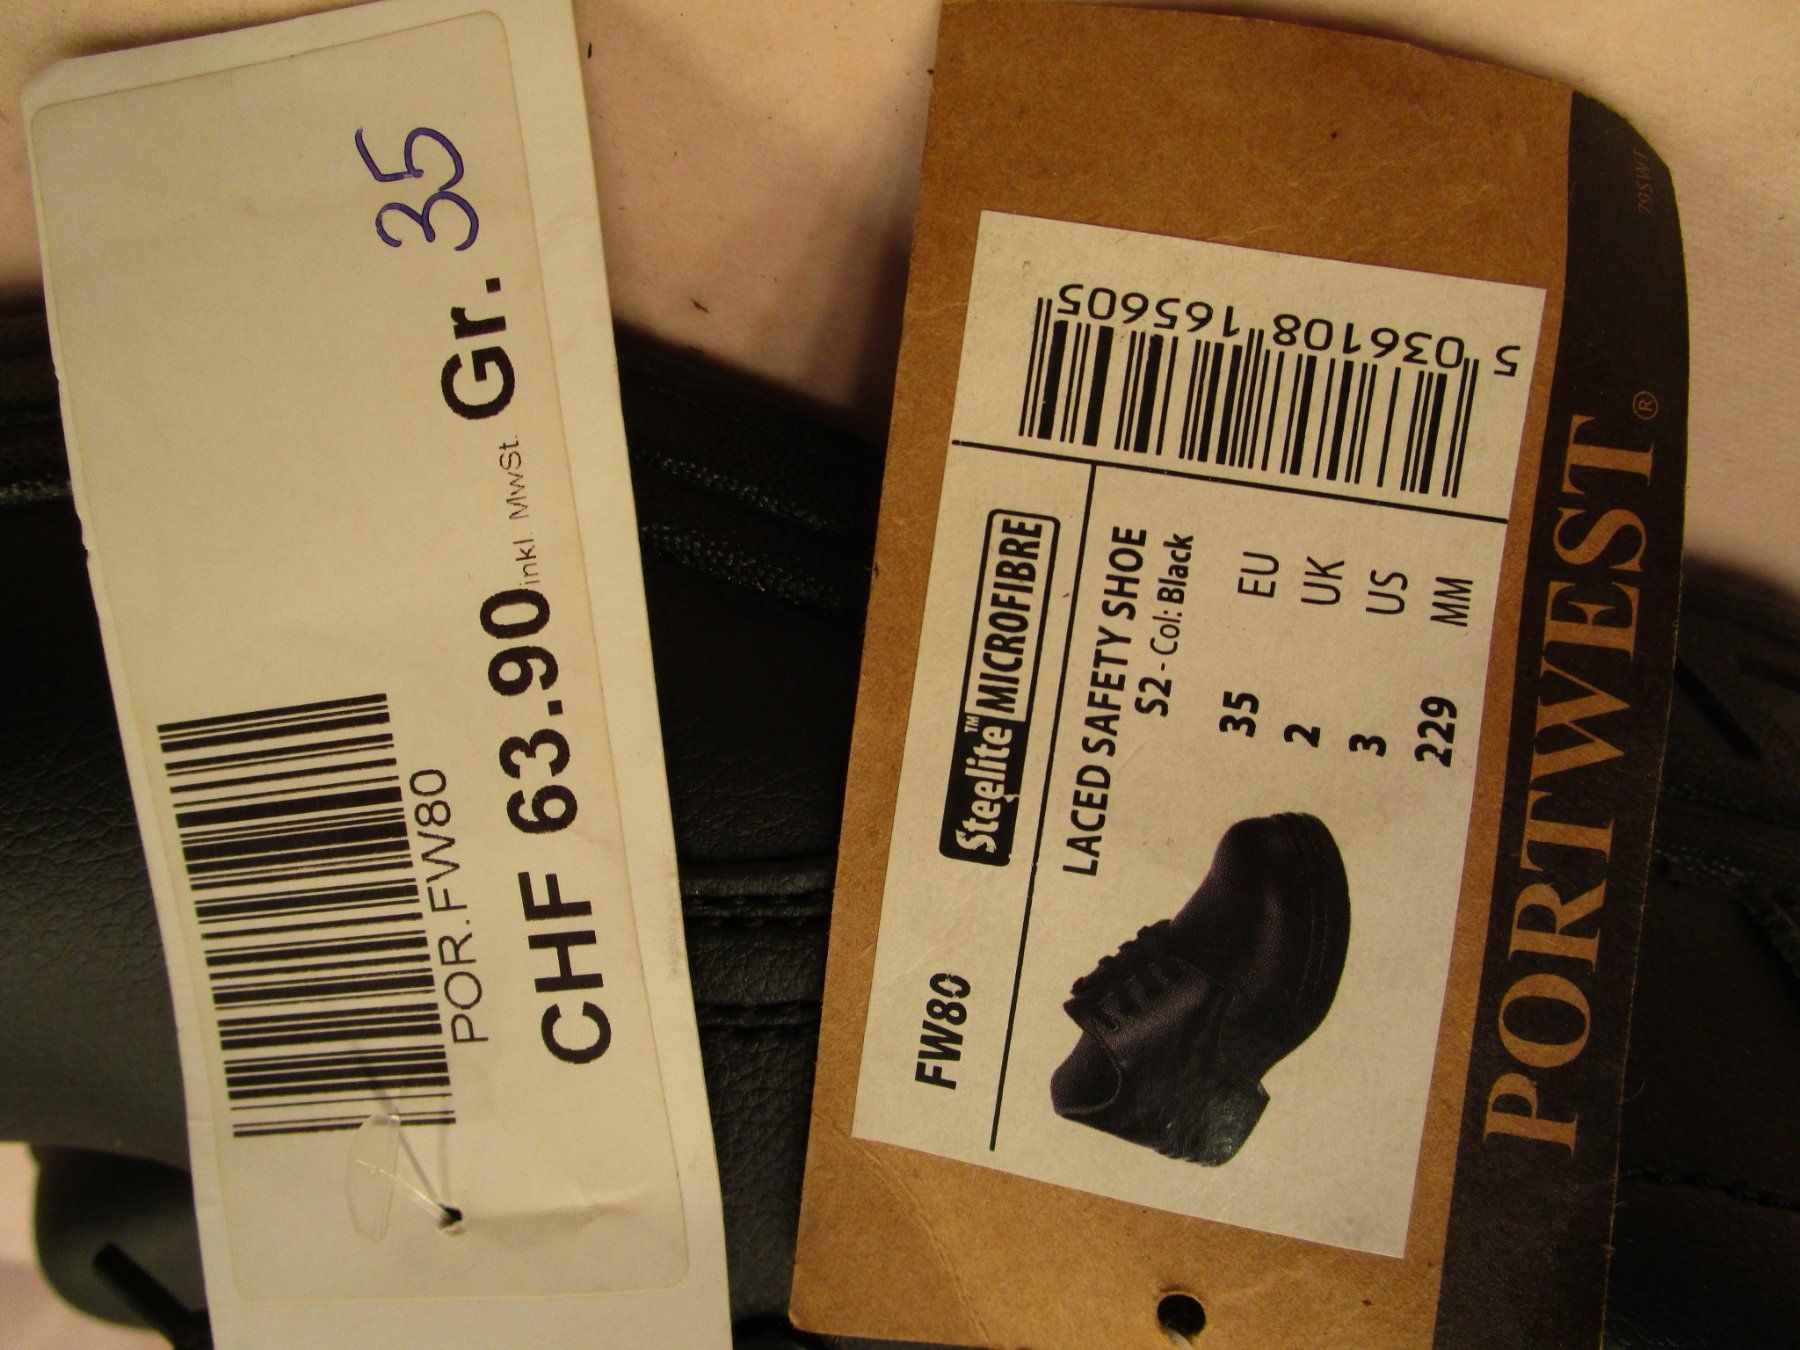 POR.FW80
CHF 63.90 inkl. MwSt. Gr. 35
FW80 Steelite™ MICROFIBRE
LACED SAFETY SHOE
S2 - Col: Black
35 EU
2 UK
3 US
229 MM
5 036108 165605
PORTWEST®
79SWT